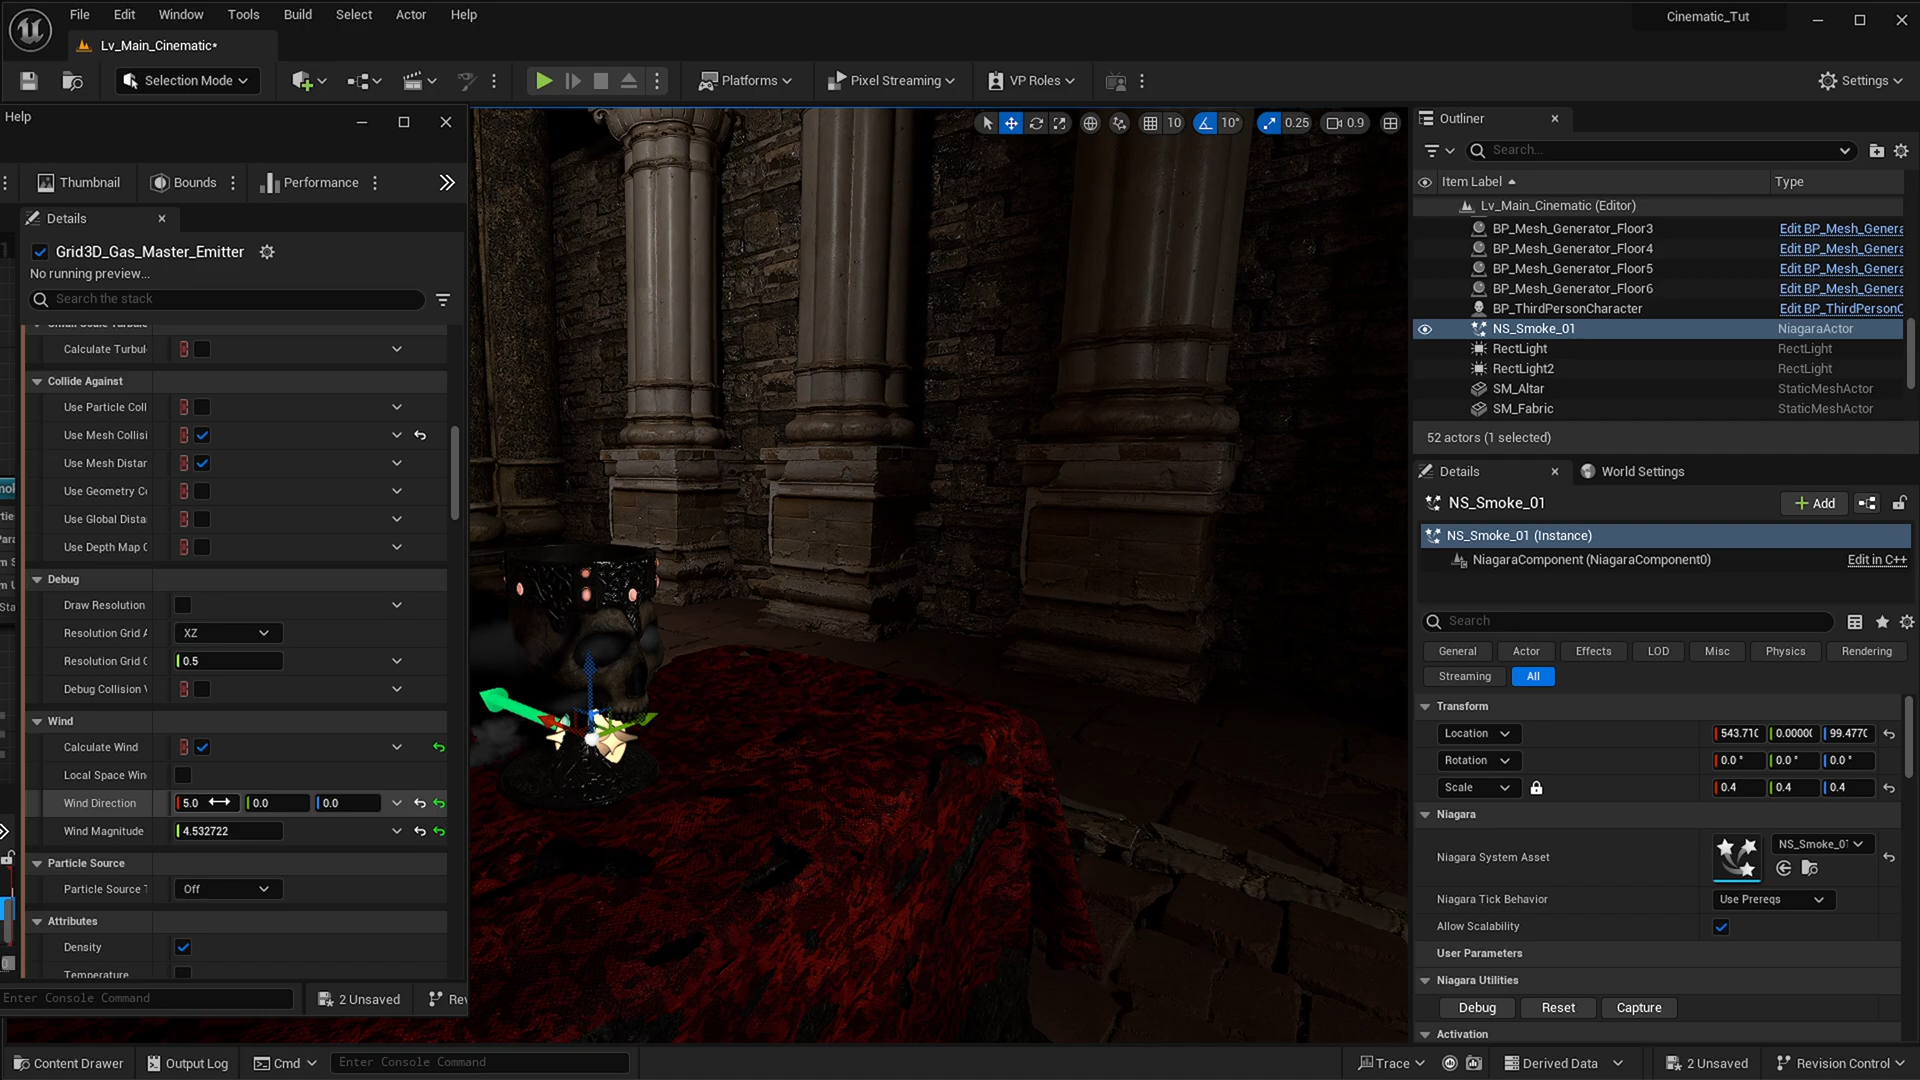 File Edit Window Tools Build Select Actor Help
Cinematic_Tut
Lv_Main_Cinematic*
Selection Mode
Platforms
Pixel Streaming
VP Roles
Settings
Help
Thumbnail
Bounds
Performance
Details
Grid3D_Gas_Master_Emitter
No running preview...
Search the stack
Calculate Turbul
Collide Against
Use Particle Coll
Use Mesh Collisi
Use Mesh Distar
Use Geometry C
Use Global Dista
Use Depth Map C
Debug
Draw Resolution
Resolution Grid A
XZ
Resolution Grid C
0.5
Debug Collision V
Wind
Calculate Wind
Local Space Win
Wind Direction
5.0
0.0
0.0
Wind Magnitude
4.532722
Particle Source
Particle Source T
Off
Attributes
Density
Temperature
Enter Console Command
2 Unsaved
Rev
10
10°
0.25
0.9
Outliner
Search...
Item Label
Type
Lv_Main_Cinematic (Editor)
BP_Mesh_Generator_Floor3
Edit BP_Mesh_Genera
BP_Mesh_Generator_Floor4
Edit BP_Mesh_Genera
BP_Mesh_Generator_Floor5
Edit BP_Mesh_Genera
BP_Mesh_Generator_Floor6
Edit BP_Mesh_Genera
BP_ThirdPersonCharacter
Edit BP_ThirdPersonC
NS_Smoke_01
NiagaraActor
RectLight
RectLight
RectLight2
RectLight
SM_Altar
StaticMeshActor
SM_Fabric
StaticMeshActor
52 actors (1 selected)
Details
World Settings
NS_Smoke_01
Add
NS_Smoke_01 (Instance)
NiagaraComponent (NiagaraComponent0)
Edit in C++
Search
General
Actor
Effects
LOD
Misc
Physics
Rendering
Streaming
All
Transform
Location
543.71
0.0000
99.477
Rotation
0.0 °
0.0 °
0.0 °
Scale
0.4
0.4
0.4
Niagara
Niagara System Asset
NS_Smoke_01
Niagara Tick Behavior
Use Prereqs
Allow Scalability
User Parameters
Niagara Utilities
Debug
Reset
Capture
Activation
Content Drawer
Output Log
Cmd
Enter Console Command
Trace
Derived Data
2 Unsaved
Revision Control